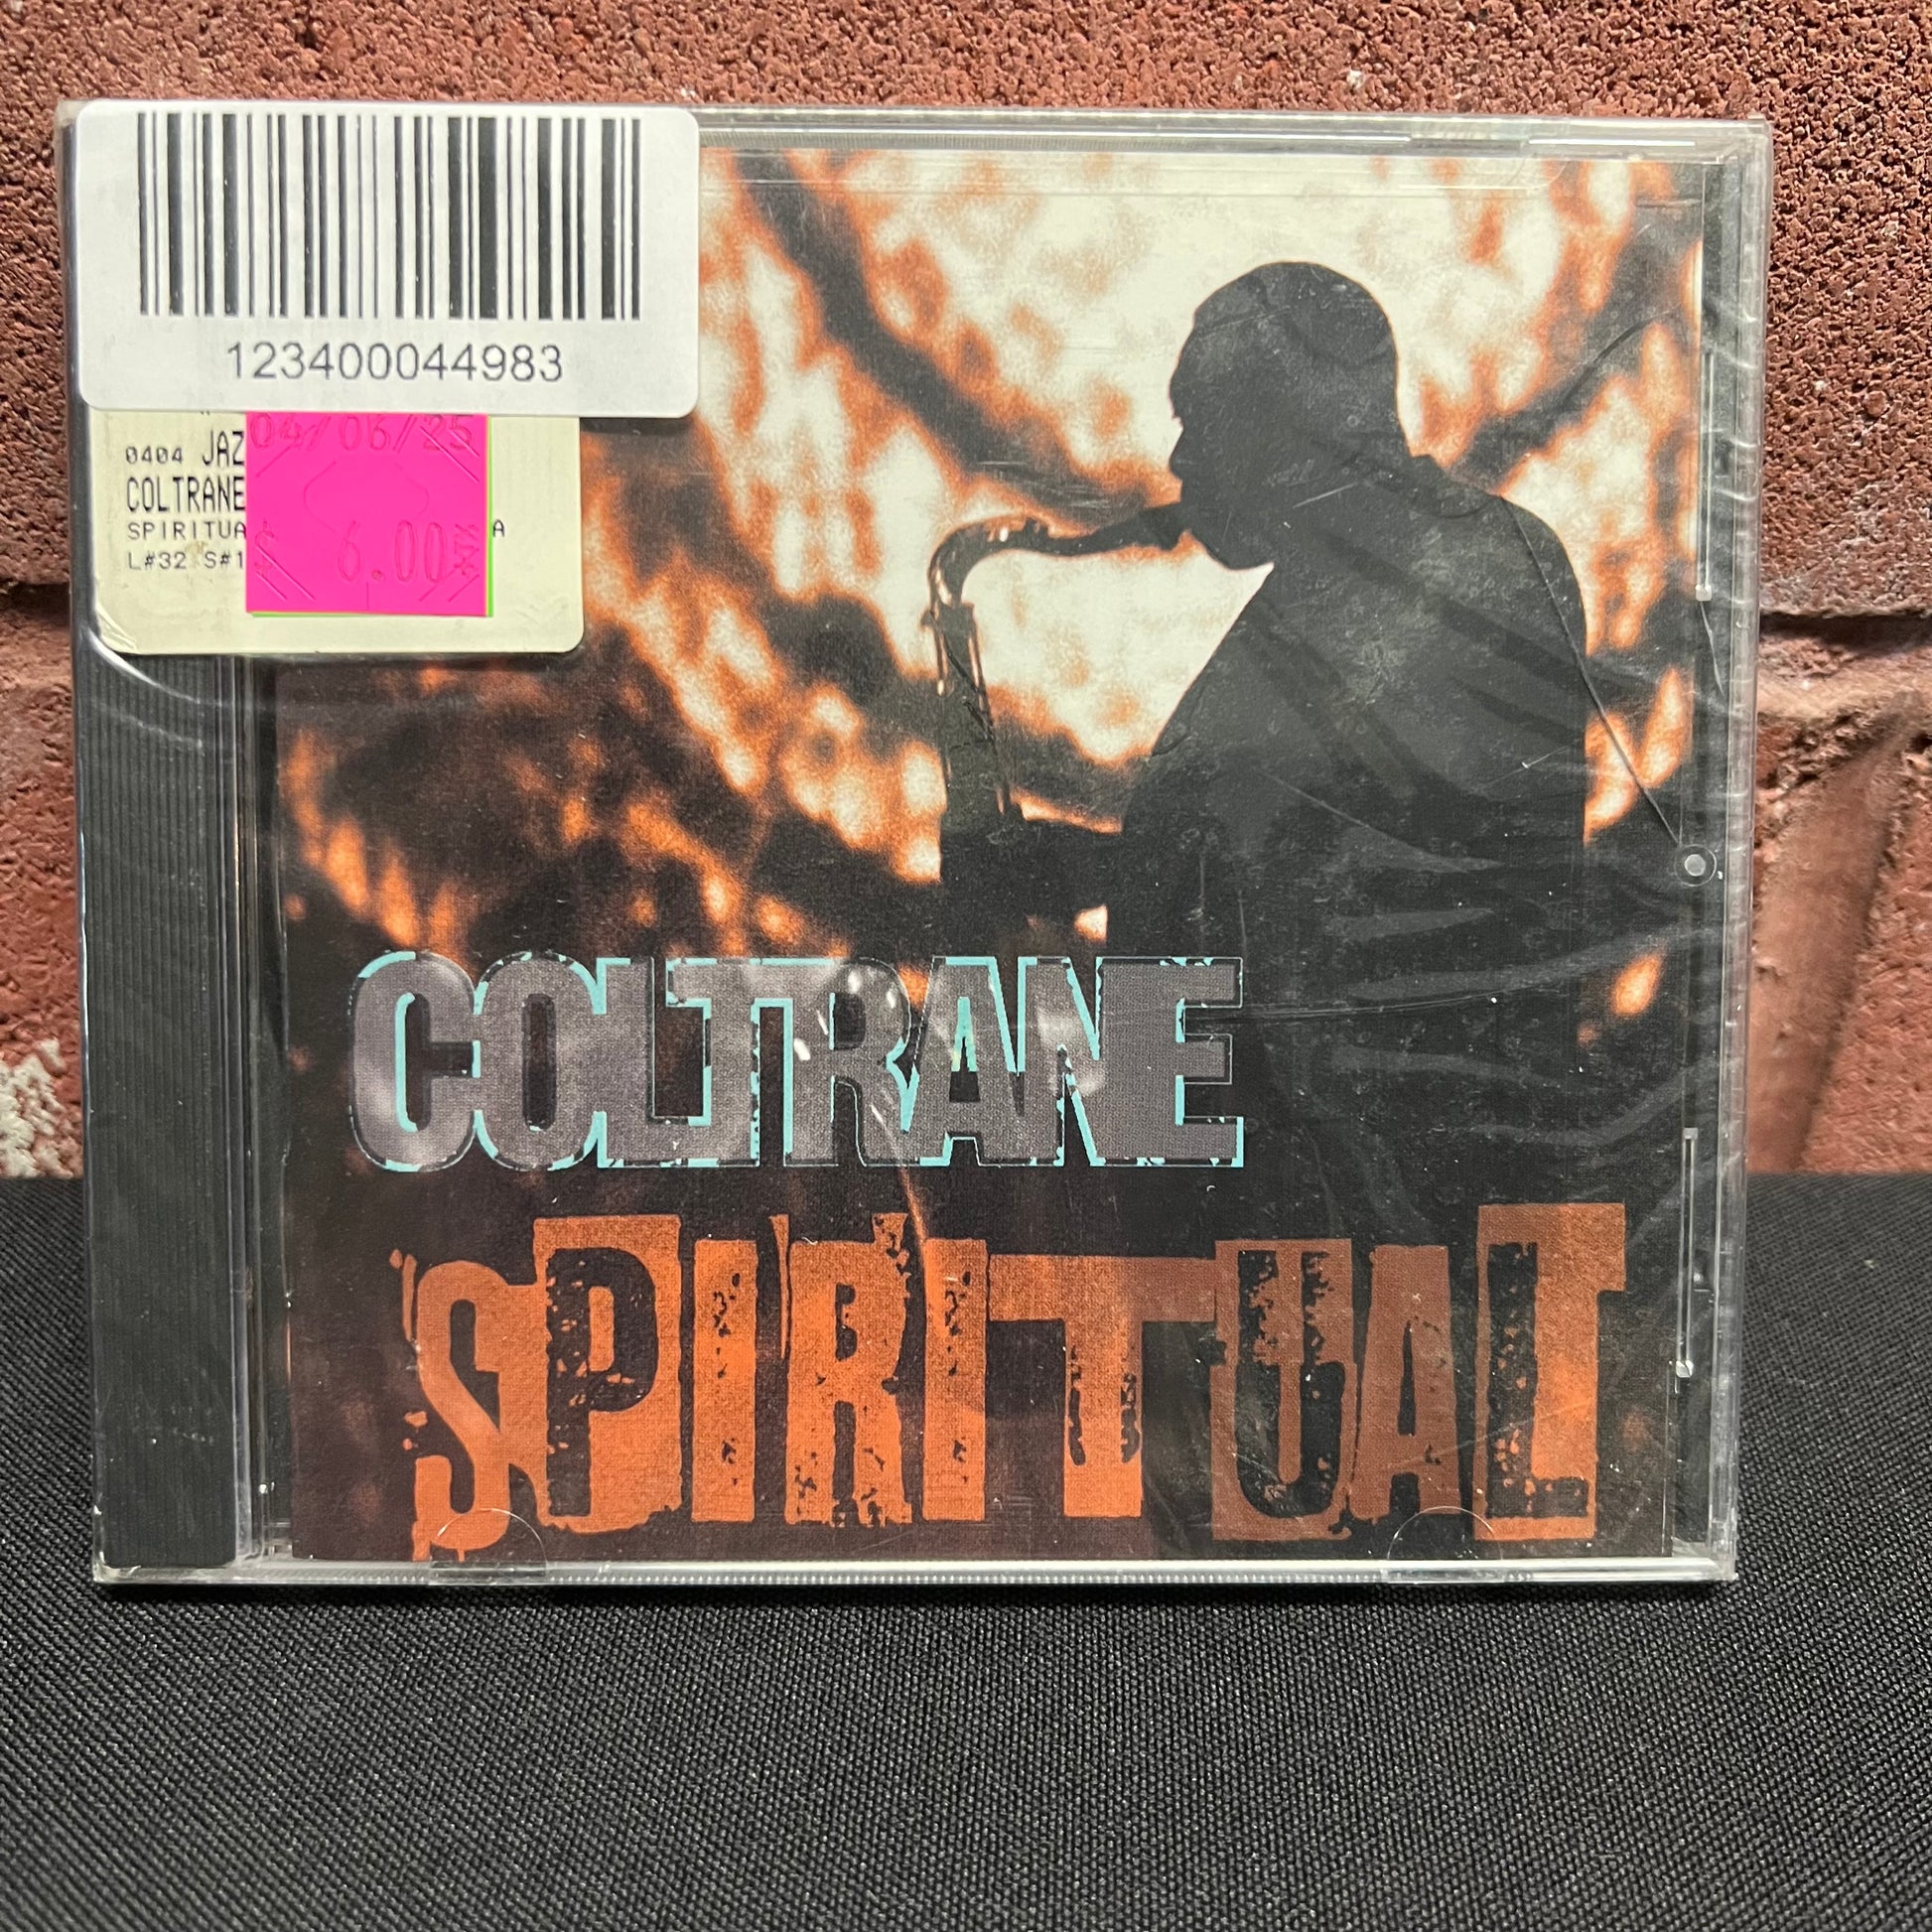 123400044983
04/06/25
0404 JAZ
COLTRANE
SPIRITUA A
$ 6.00
L#32 S#1
COLTRANE
SPIRITUAL